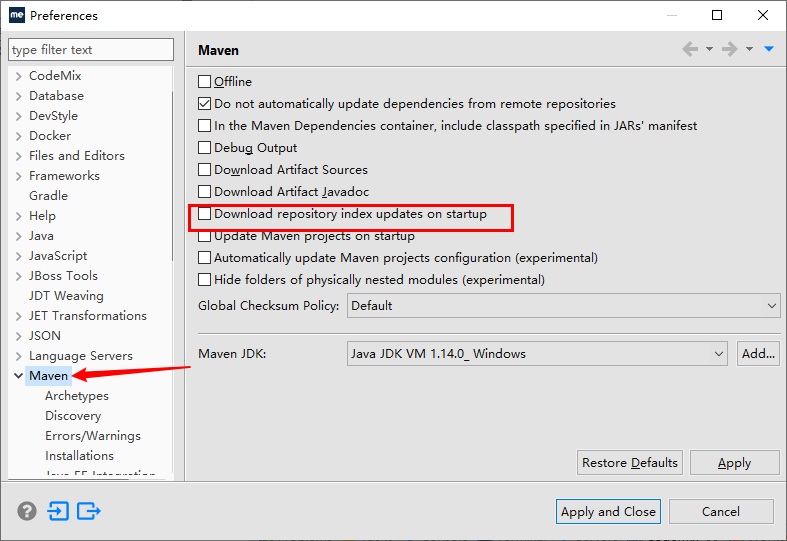 me Preferences
type filter text
CodeMix
Database
DevStyle
Docker
Files and Editors
Frameworks
Gradle
Help
Java
JavaScript
JBoss Tools
JDT Weaving
JET Transformations
JSON
Language Servers
Maven
Archetypes
Discovery
Errors/Warnings
Installations
Java EE Integration
Maven
Offline
Do not automatically update dependencies from remote repositories
In the Maven Dependencies container, include classpath specified in JARs' manifest
Debug Output
Download Artifact Sources
Download Artifact Javadoc
Download repository index updates on startup
Update Maven projects on startup
Automatically update Maven projects configuration (experimental)
Hide folders of physically nested modules (experimental)
Global Checksum Policy: Default
Maven JDK: Java JDK VM 1.14.0_ Windows Add...
Restore Defaults Apply
Apply and Close Cancel